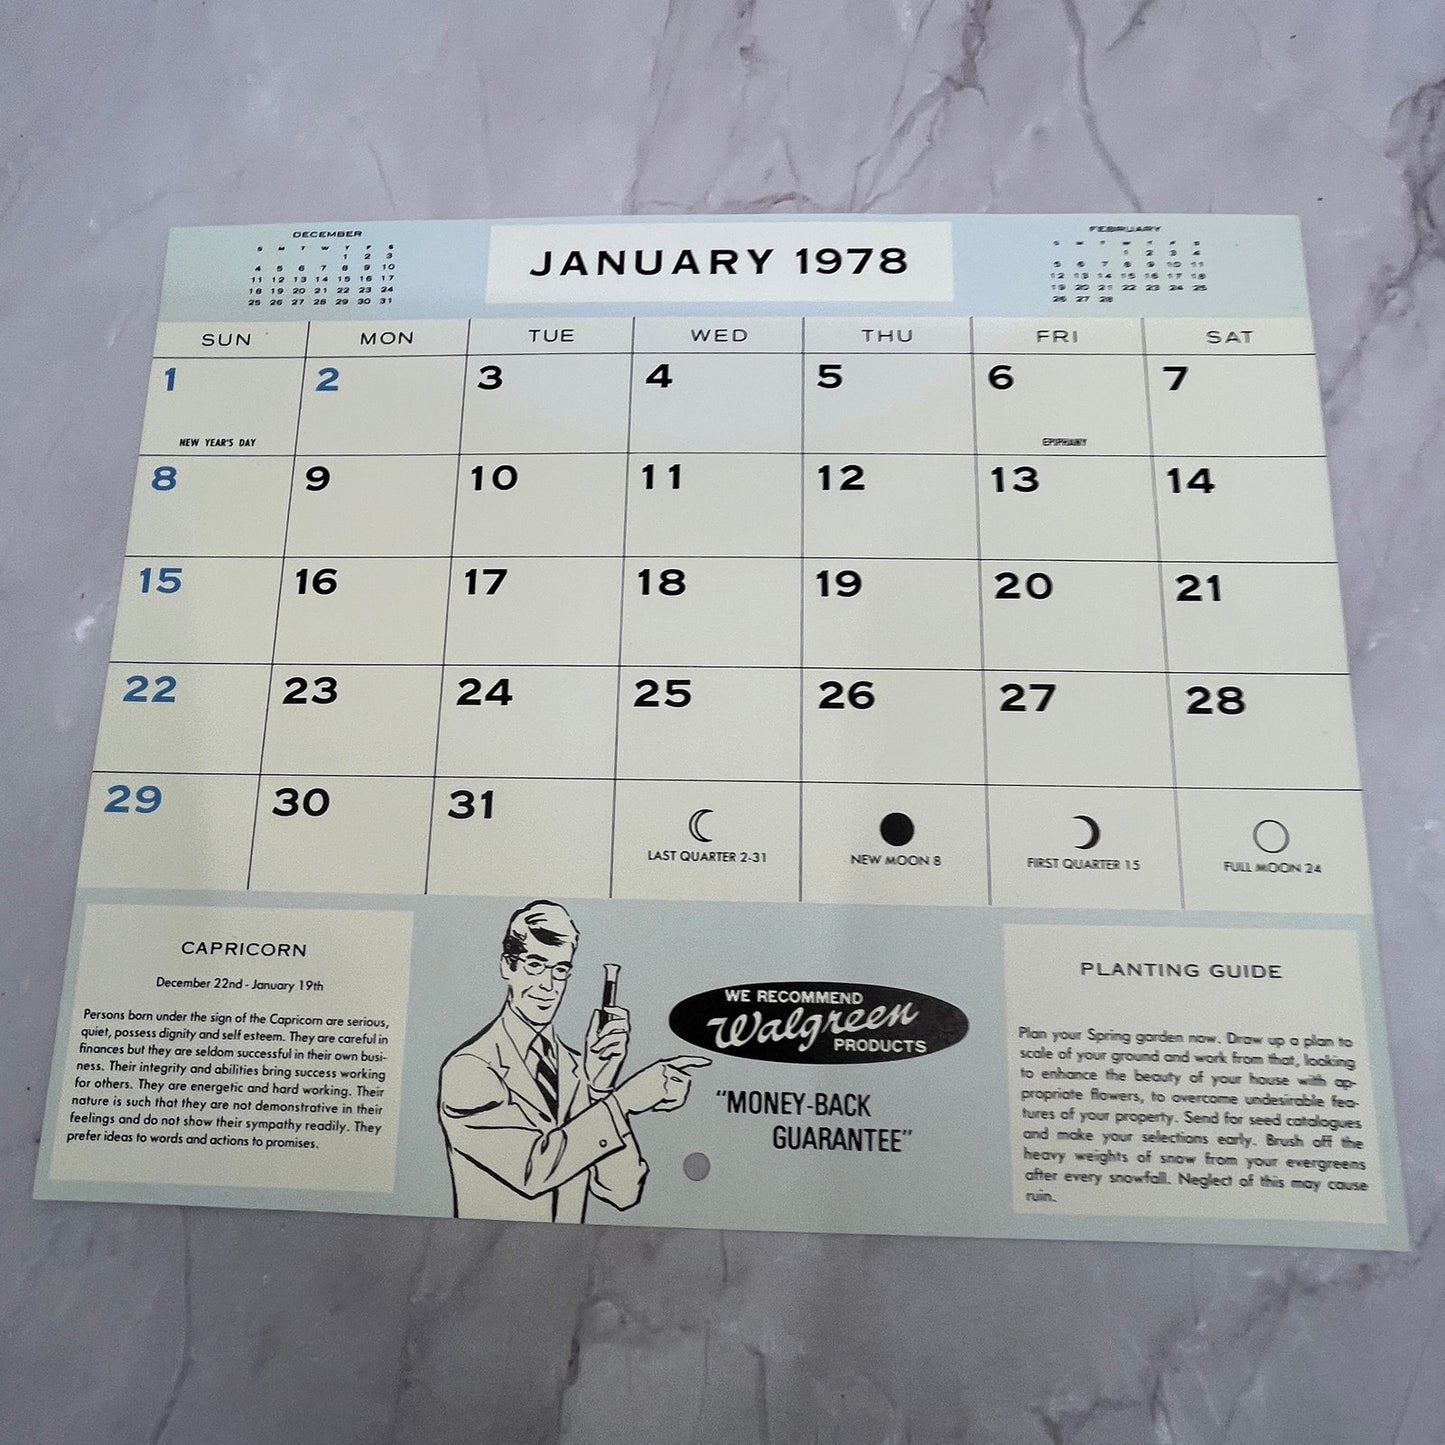 DECEMBER
S M T W T F S
1 2 3
4 5 6 7 8 9 10
11 12 13 14 15 16 17
18 19 20 21 22 23 24
25 26 27 28 29 30 31
JANUARY 1978
FEBRUARY
S M T W T F S
1 2 3 4
5 6 7 8 9 10 11
12 13 14 15 16 17 18
19 20 21 22 23 24 25
26 27 28
SUN MON TUE WED THU FRI SAT
1 2 3 4 5 6 7
NEW YEAR'S DAY EPIPHANY
8 9 10 11 12 13 14
15 16 17 18 19 20 21
22 23 24 25 26 27 28
29 30 31
LAST QUARTER 2-31 NEW MOON 8 FIRST QUARTER 15 FULL MOON 24
CAPRICORN
December 22nd - January 19th
Persons born under the sign of the Capricorn are serious,
quiet, possess dignity and self esteem. They are careful in
finances but they are seldom successful in their own busi-
ness. Their integrity and abilities bring success working
for others. They are energetic and hard working. Their
nature is such that they are not demonstrative in their
feelings and do not show their sympathy readily. They
prefer ideas to words and actions to promises.
WE RECOMMEND
Walgreen
PRODUCTS
"MONEY-BACK
GUARANTEE"
PLANTING GUIDE
Plan your Spring garden now. Draw up a plan to
scale of your ground and work from that, looking
to enhance the beauty of your house with ap-
propriate flowers, to overcome undesirable fea-
tures of your property. Send for seed catalogues
and make your selections early. Brush off the
heavy weights of snow from your evergreens
after every snowfall. Neglect of this may cause
ruin.